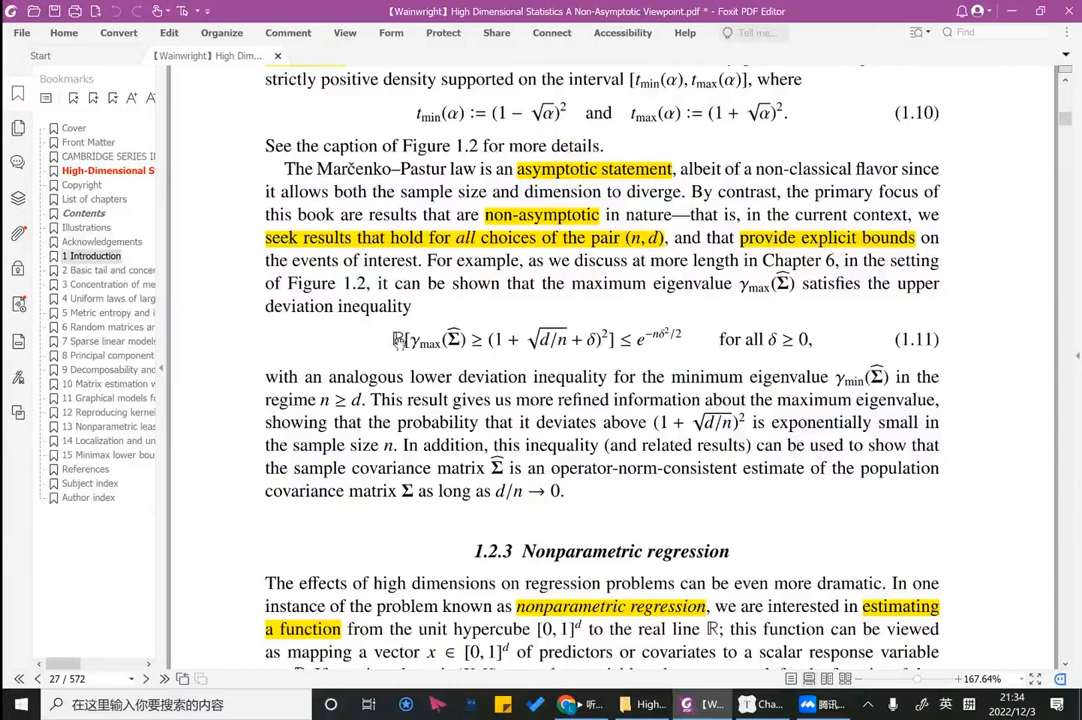 【Wainwright】High Dimensional Statistics A Non-Asymptotic Viewpoint.pdf * - Foxit PDF Editor
File Home Convert Edit Organize Comment View Form Protect Share Connect Accessibility Help Tell me... Find
Start
【Wainwright】High Dim...
Bookmarks
Cover
Front Matter
CAMBRIDGE SERIES IN
High-Dimensional St
Copyright
List of chapters
Contents
Illustrations
Acknowledgements
1 Introduction
2 Basic tail and concer
3 Concentration of me
4 Uniform laws of larg
5 Metric entropy and i
6 Random matrices ar
7 Sparse linear models
8 Principal component
9 Decomposability and
10 Matrix estimation w
11 Graphical models fo
12 Reproducing kernel
13 Nonparametric leas
14 Localization and un
15 Minimax lower bou
References
Subject index
Author index
strictly positive density supported on the interval [t_min(α), t_max(α)], where
t_min(α) := (1 − √α)² and t_max(α) := (1 + √α)². (1.10)
See the caption of Figure 1.2 for more details.
The Marčenko–Pastur law is an asymptotic statement, albeit of a non-classical flavor since
it allows both the sample size and dimension to diverge. By contrast, the primary focus of
this book are results that are non-asymptotic in nature—that is, in the current context, we
seek results that hold for all choices of the pair (n, d), and that provide explicit bounds on
the events of interest. For example, as we discuss at more length in Chapter 6, in the setting
of Figure 1.2, it can be shown that the maximum eigenvalue γ_max(Σ̂) satisfies the upper
deviation inequality
ℙ[γ_max(Σ̂) ≥ (1 + √(d/n) + δ)²] ≤ e^(−nδ²/2) for all δ ≥ 0, (1.11)
with an analogous lower deviation inequality for the minimum eigenvalue γ_min(Σ̂) in the
regime n ≥ d. This result gives us more refined information about the maximum eigenvalue,
showing that the probability that it deviates above (1 + √(d/n))² is exponentially small in
the sample size n. In addition, this inequality (and related results) can be used to show that
the sample covariance matrix Σ̂ is an operator-norm-consistent estimate of the population
covariance matrix Σ as long as d/n → 0.
1.2.3 Nonparametric regression
The effects of high dimensions on regression problems can be even more dramatic. In one
instance of the problem known as nonparametric regression, we are interested in estimating
a function from the unit hypercube [0, 1]^d to the real line ℝ; this function can be viewed
as mapping a vector x ∈ [0, 1]^d of predictors or covariates to a scalar response variable
27 / 572
167.64%
在这里输入你要搜索的内容
听...
High...
【W...
Cha...
腾讯...
英
拼
21:34
2022/12/3